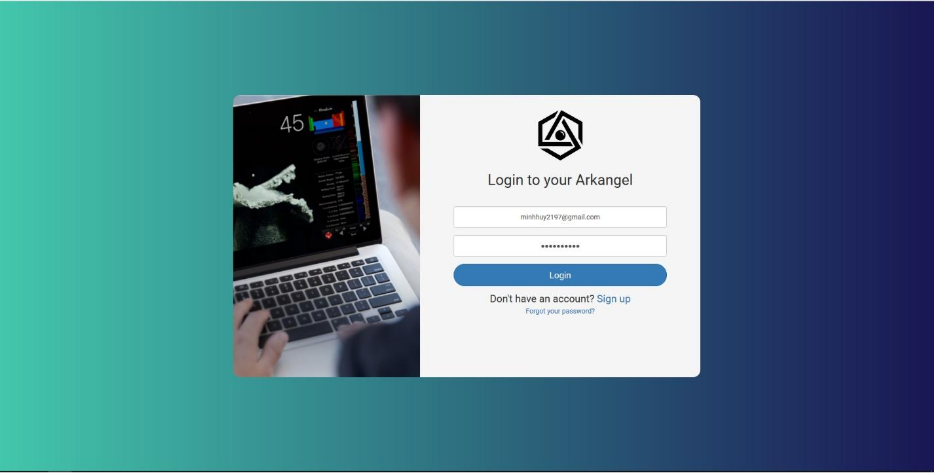 45
Login to your Arkangel
minhhuy2197@gmail.com
••••••••••
Login
Don't have an account? Sign up
Forgot your password?